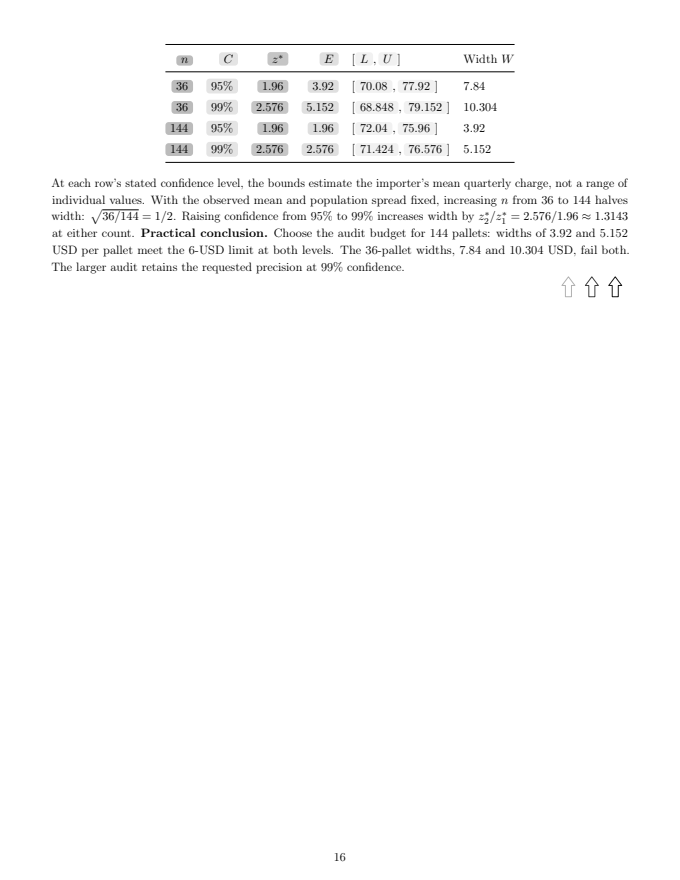 n C z* E [ L , U ] Width W
36 95% 1.96 3.92 [ 70.08 , 77.92 ] 7.84
36 99% 2.576 5.152 [ 68.848 , 79.152 ] 10.304
144 95% 1.96 1.96 [ 72.04 , 75.96 ] 3.92
144 99% 2.576 2.576 [ 71.424 , 76.576 ] 5.152
At each row's stated confidence level, the bounds estimate the importer's mean quarterly charge, not a range of
individual values. With the observed mean and population spread fixed, increasing n from 36 to 144 halves
width: √36/144 = 1/2. Raising confidence from 95% to 99% increases width by z₂*/z₁* = 2.576/1.96 ≈ 1.3143
at either count. Practical conclusion. Choose the audit budget for 144 pallets: widths of 3.92 and 5.152
USD per pallet meet the 6-USD limit at both levels. The 36-pallet widths, 7.84 and 10.304 USD, fail both.
The larger audit retains the requested precision at 99% confidence.
16